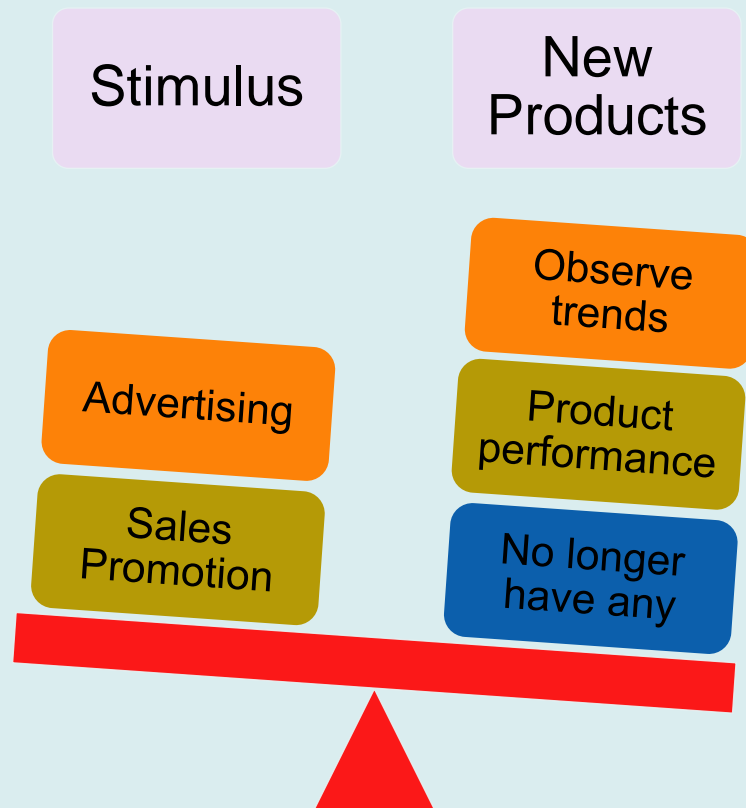 Stimulus
New
Products
Advertising
Sales
Promotion
Observe
trends
Product
performance
No longer
have any